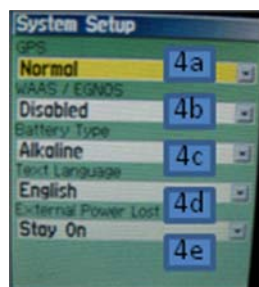 System Setup
GPS
Normal 4a
WAAS / EGNOS
Disabled 4b
Battery Type
Alkaline 4c
Text Language
English 4d
External Power Lost
Stay On 4e